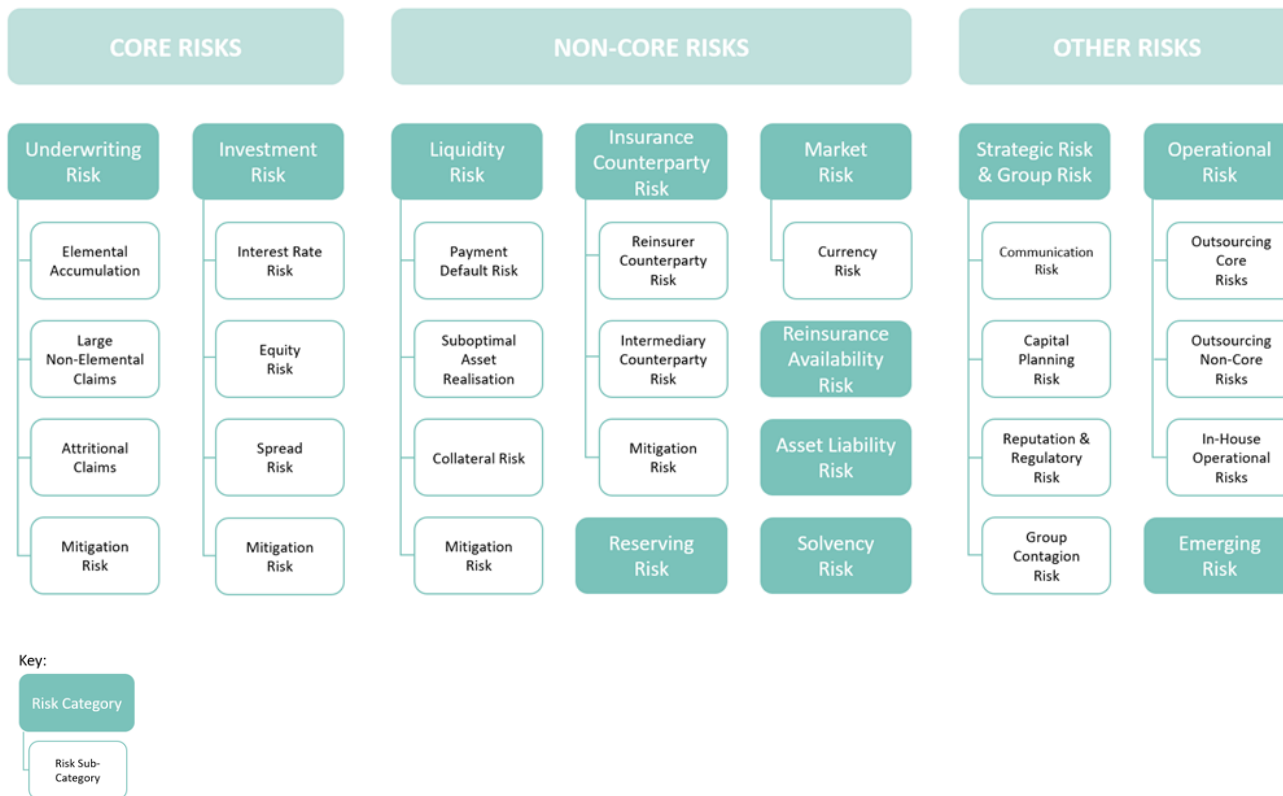 CORE RISKS
NON-CORE RISKS
OTHER RISKS
Underwriting
Risk
Elemental
Accumulation
Large
Non-Elemental
Claims
Attritional
Claims
Mitigation
Risk
Investment
Risk
Interest Rate
Risk
Equity
Risk
Spread
Risk
Mitigation
Risk
Liquidity
Risk
Payment
Default Risk
Suboptimal
Asset
Realisation
Collateral Risk
Mitigation
Risk
Insurance
Counterparty
Risk
Reinsurer
Counterparty
Risk
Intermediary
Counterparty
Risk
Mitigation
Risk
Reserving
Risk
Market
Risk
Currency
Risk
Reinsurance
Availability
Risk
Asset Liability
Risk
Solvency
Risk
Strategic Risk
& Group Risk
Communication
Risk
Capital
Planning
Risk
Reputation &
Regulatory
Risk
Group
Contagion
Risk
Operational
Risk
Outsourcing
Core
Risks
Outsourcing
Non-Core
Risks
In-House
Operational
Risks
Emerging
Risk
Key:
Risk Category
Risk Sub-
Category